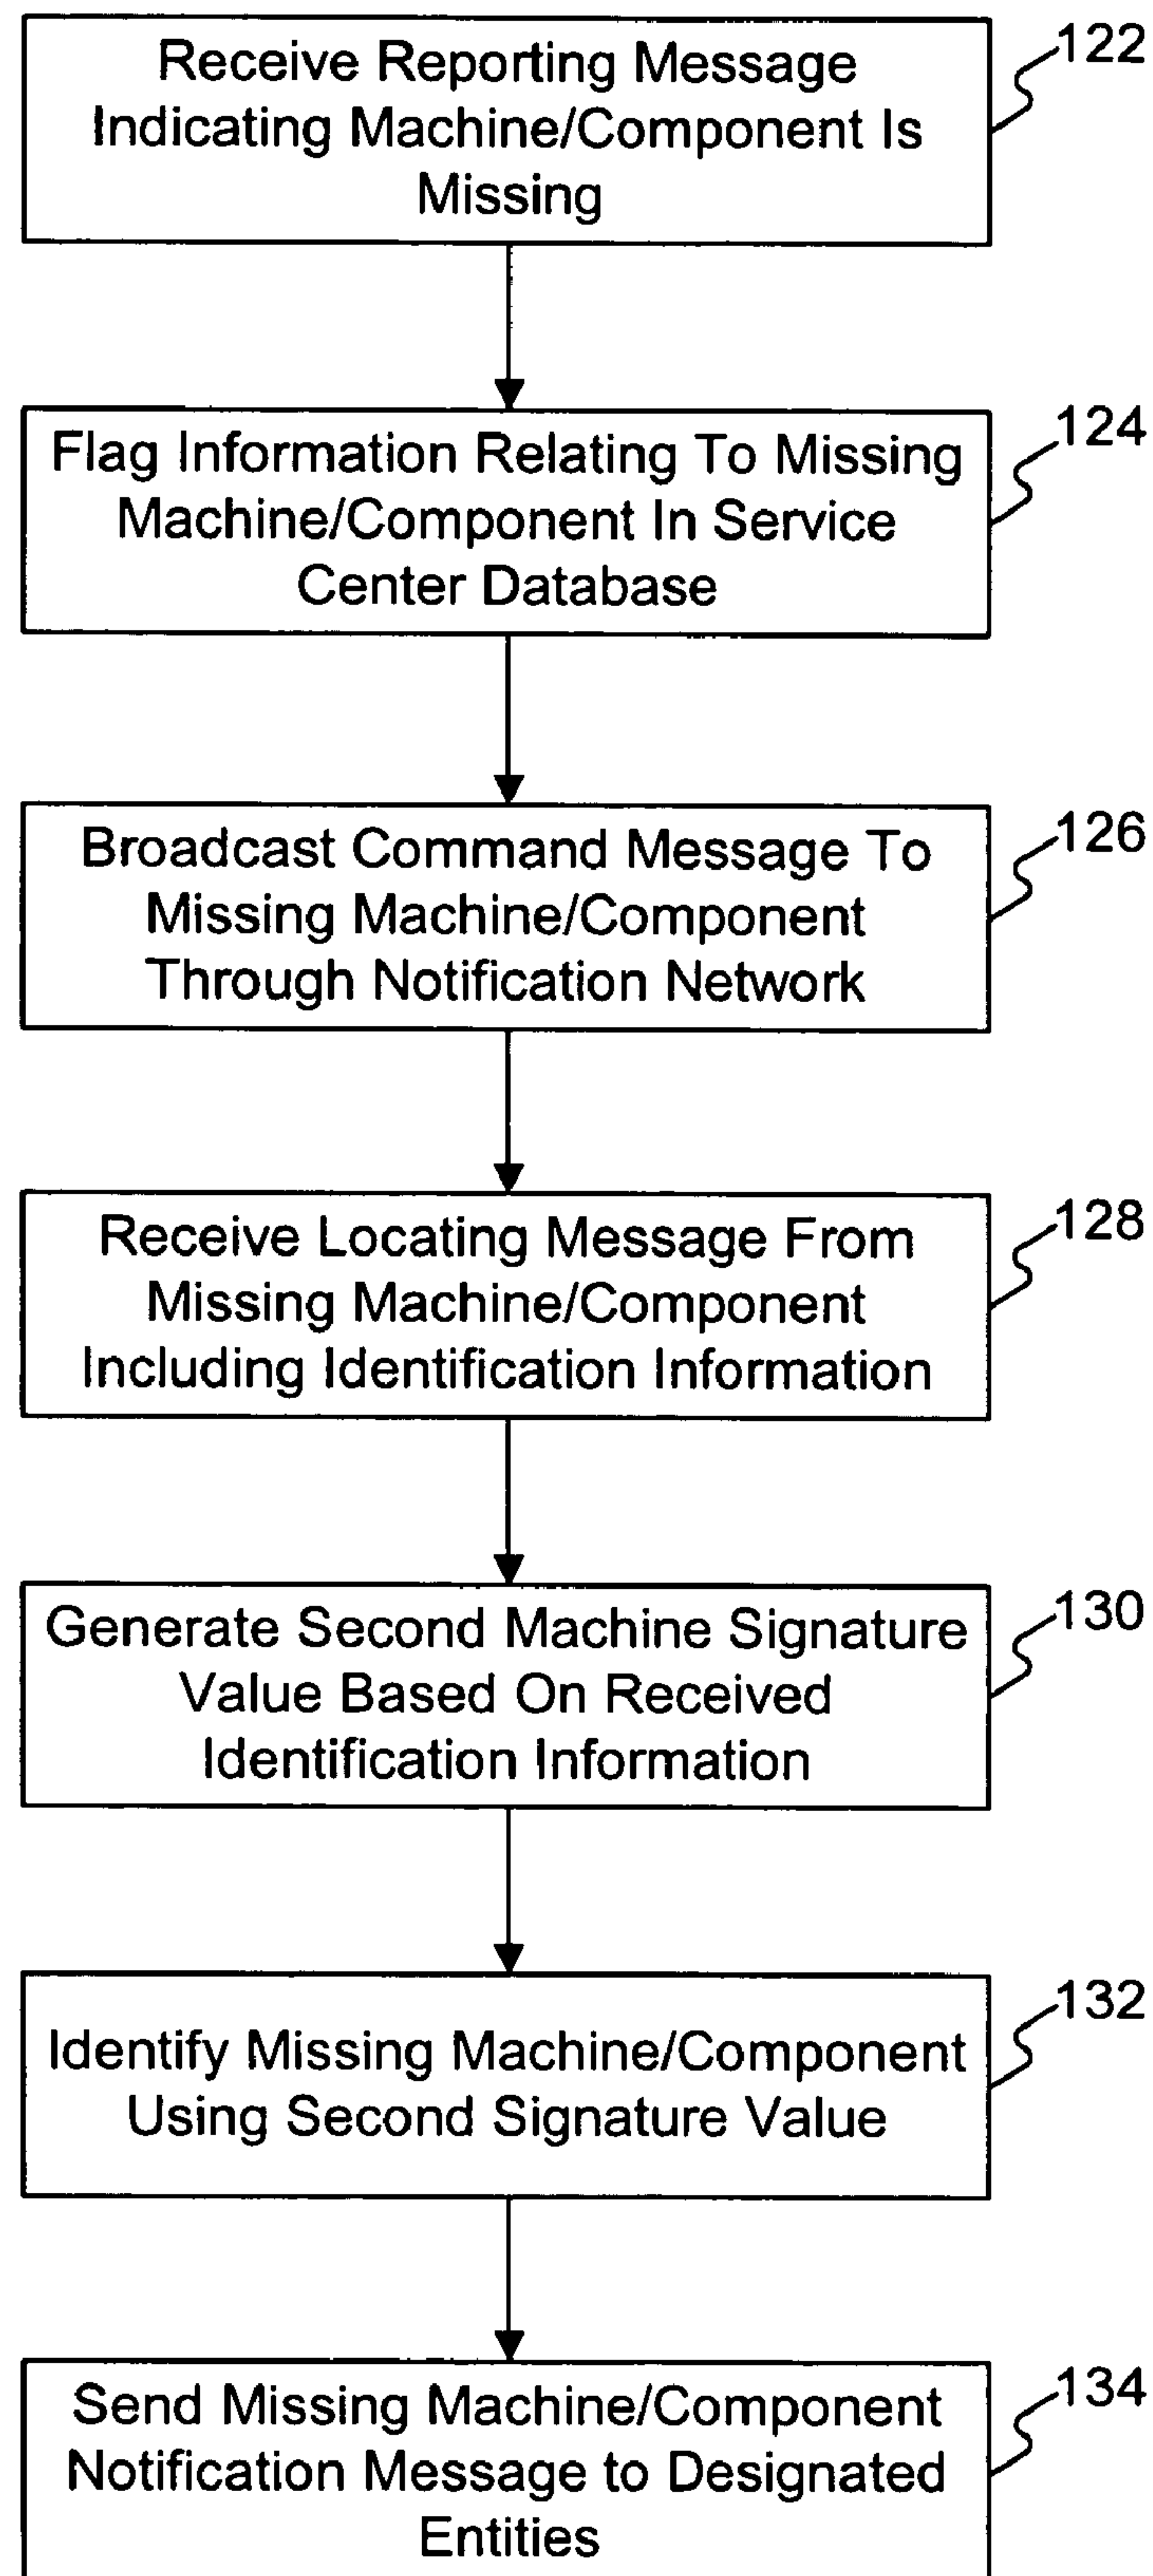 Receive Reporting Message
Indicating Machine/Component Is
Missing
122
Flag Information Relating To Missing
Machine/Component In Service
Center Database
124
Broadcast Command Message To
Missing Machine/Component
Through Notification Network
126
Receive Locating Message From
Missing Machine/Component
Including Identification Information
128
Generate Second Machine Signature
Value Based On Received
Identification Information
130
Identify Missing Machine/Component
Using Second Signature Value
132
Send Missing Machine/Component
Notification Message to Designated
Entities
134